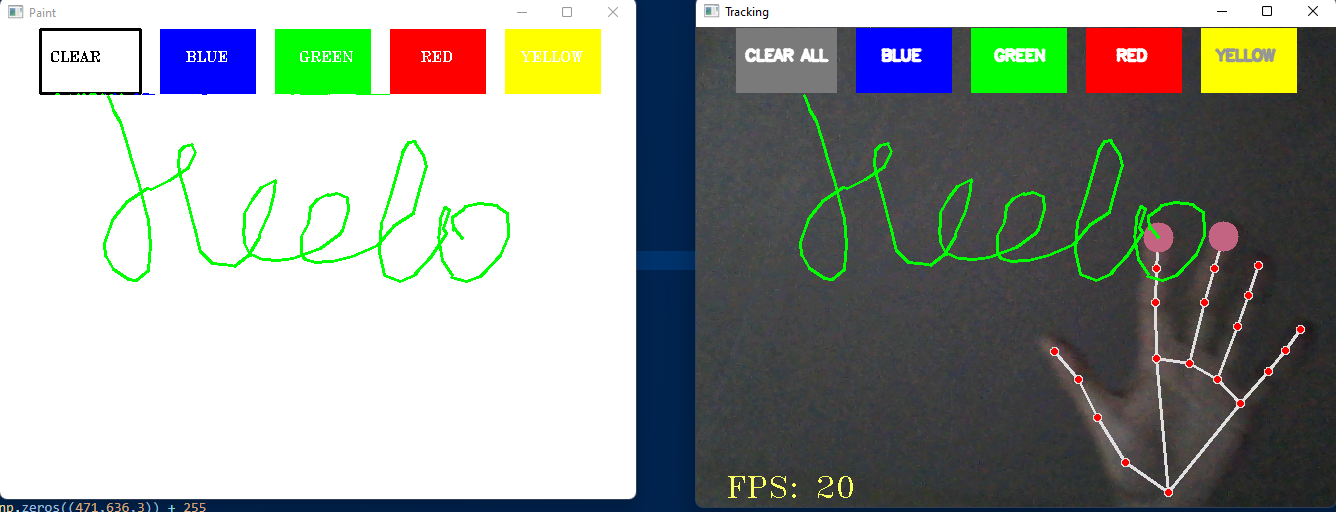 Paint
CLEAR BLUE GREEN RED YELLOW
Heelo
Tracking
CLEAR ALL BLUE GREEN RED YELLOW
Heelo
FPS: 20
np.zeros((471,636,3)) + 255